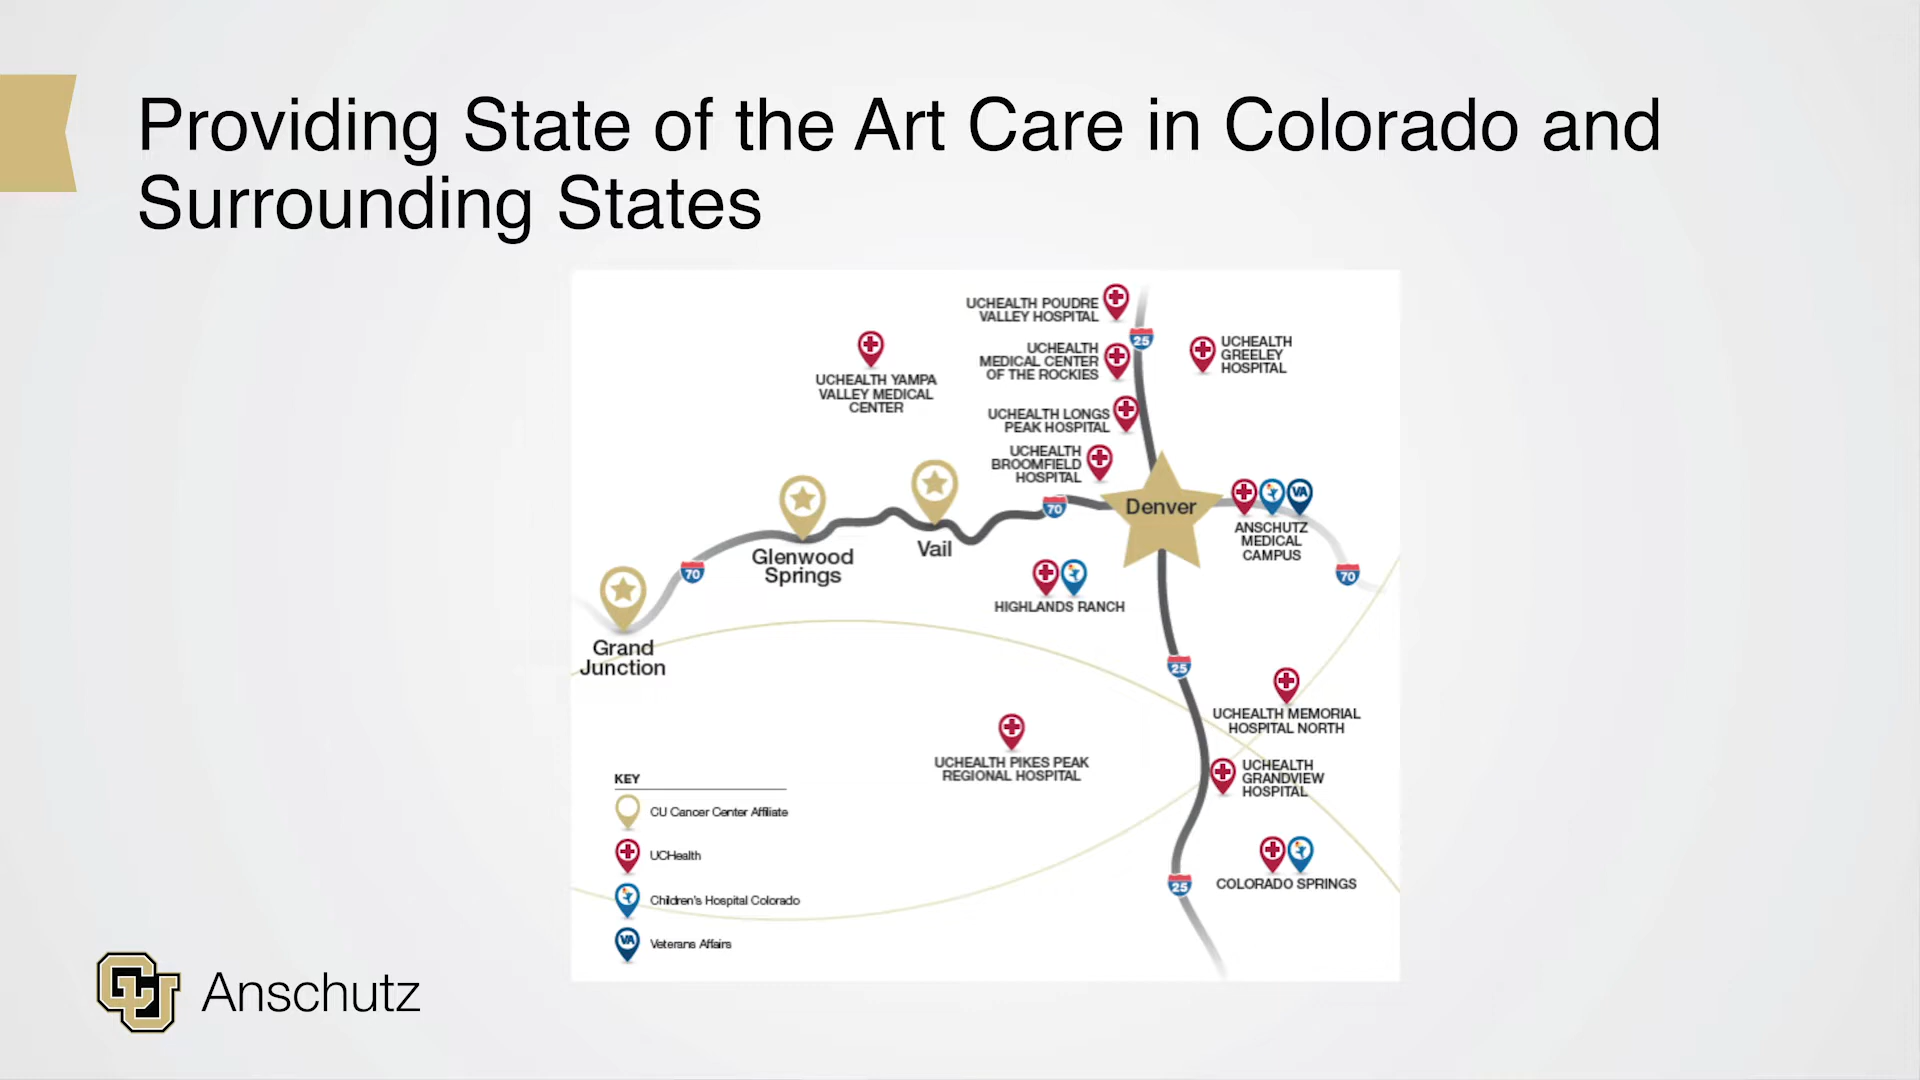 Providing State of the Art Care in Colorado and
Surrounding States
UCHEALTH POUDRE
VALLEY HOSPITAL
25
UCHEALTH
MEDICAL CENTER
OF THE ROCKIES
UCHEALTH
GREELEY
HOSPITAL
UCHEALTH YAMPA
VALLEY MEDICAL
CENTER
UCHEALTH LONGS
PEAK HOSPITAL
UCHEALTH
BROOMFIELD
HOSPITAL
70
Denver
VA
ANSCHUTZ
MEDICAL
CAMPUS
70
Vail
Glenwood
Springs
70
HIGHLANDS RANCH
Grand
Junction
25
UCHEALTH MEMORIAL
HOSPITAL NORTH
UCHEALTH PIKES PEAK
REGIONAL HOSPITAL
UCHEALTH
GRANDVIEW
HOSPITAL
25
COLORADO SPRINGS
KEY
CU Cancer Center Affiliate
UCHealth
Children's Hospital Colorado
VA
Veterans Affairs
CU
Anschutz